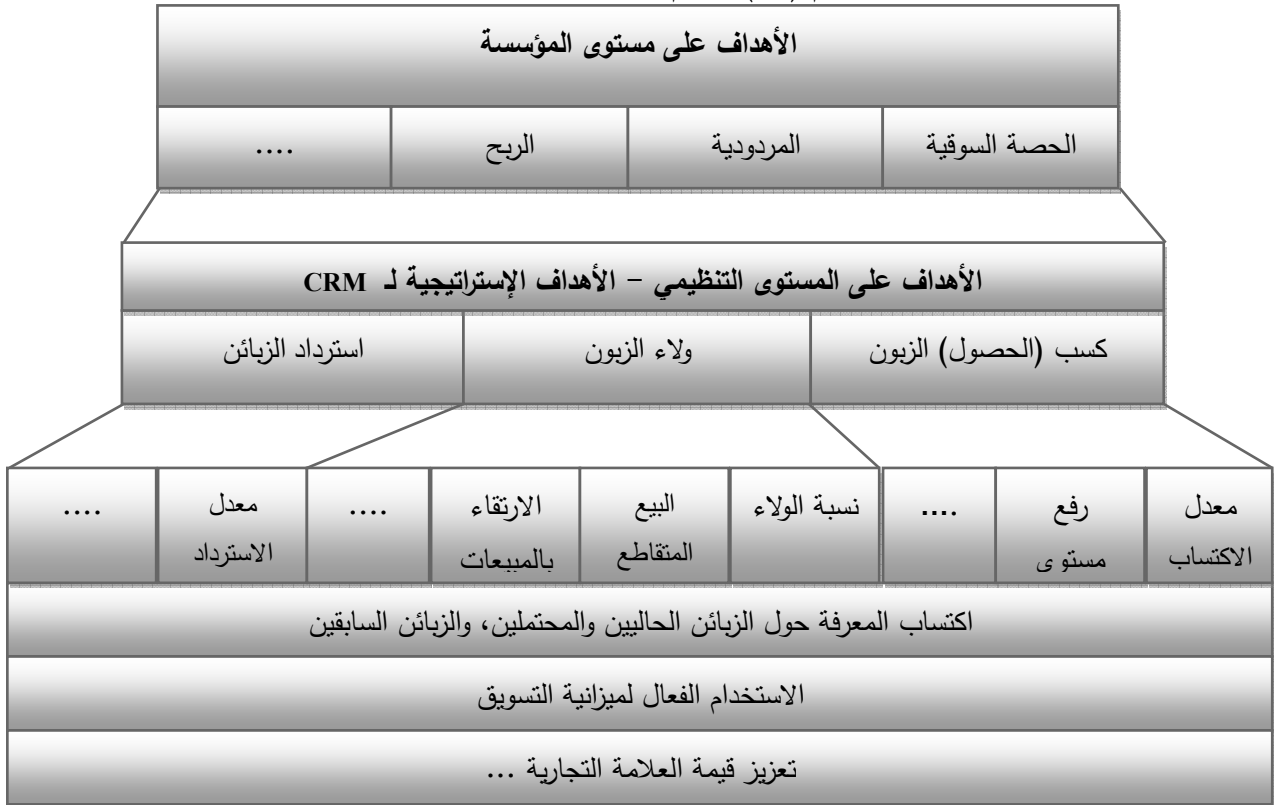 الأهداف على مستوى المؤسسة
الحصة السوقية
المردودية
الربح
....
الأهداف على المستوى التنظيمي – الأهداف الإستراتيجية لـ CRM
كسب (الحصول) الزبون
ولاء الزبون
استرداد الزبائن
معدل
الاكتساب
رفع
مستوى
....
نسبة الولاء
البيع
المتقاطع
الارتقاء
بالمبيعات
....
معدل
الاسترداد
....
اكتساب المعرفة حول الزبائن الحاليين والمحتملين، والزبائن السابقين
الاستخدام الفعال لميزانية التسويق
تعزيز قيمة العلامة التجارية ...